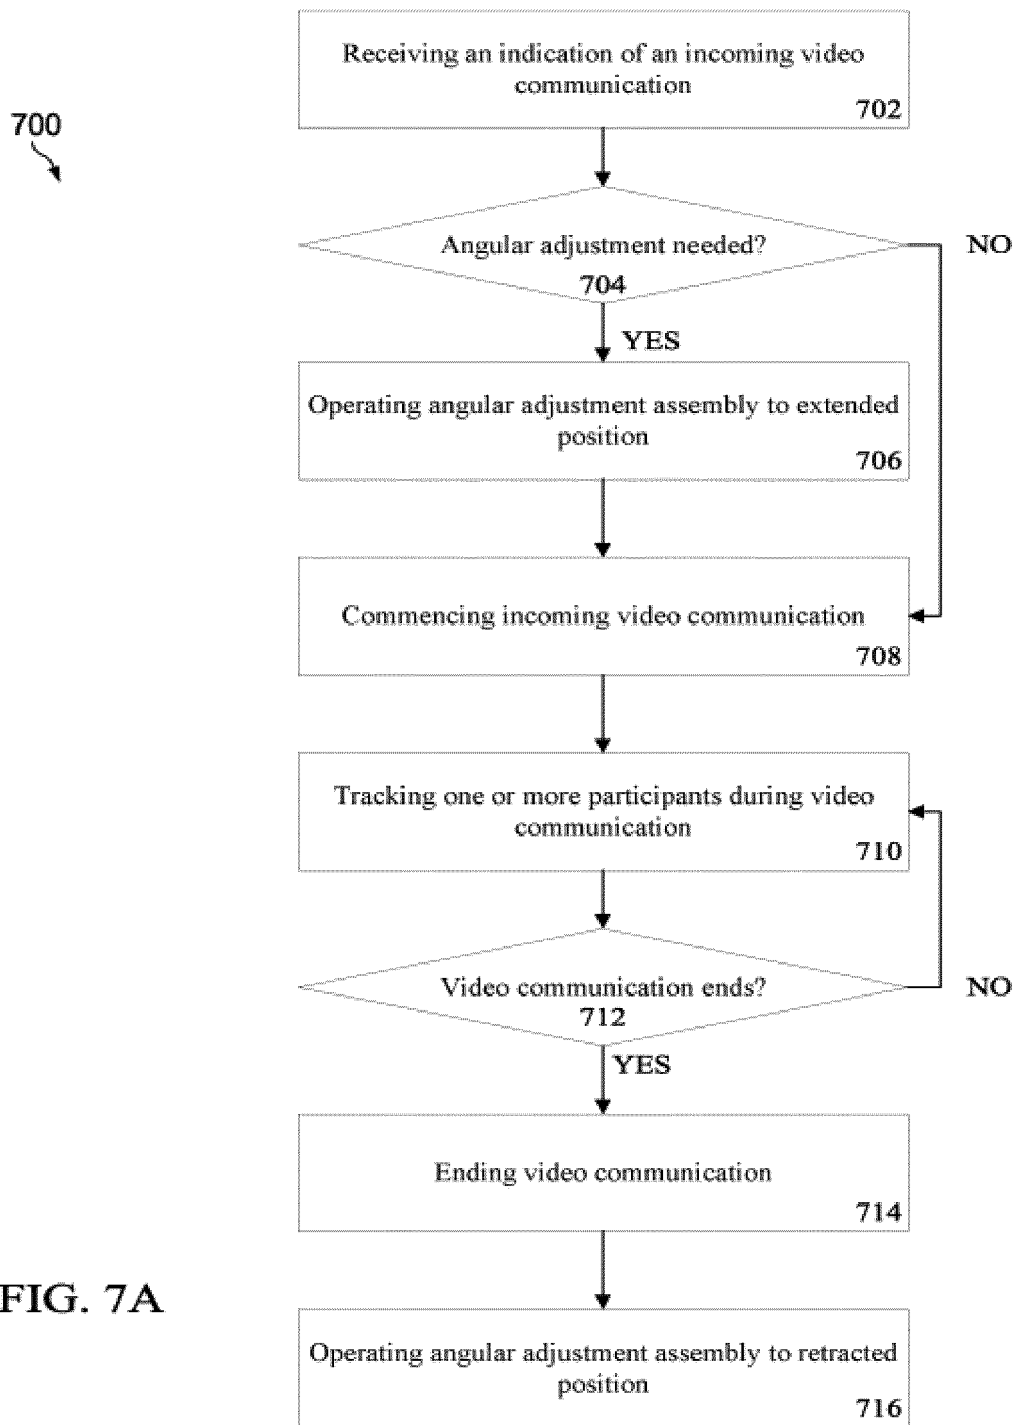 Receiving an indication of an incoming video
communication
702
700
Angular adjustment needed?
704
NO
YES
Operating angular adjustment assembly to extended
position
706
Commencing incoming video communication
708
Tracking one or more participants during video
communication
710
Video communication ends?
712
NO
YES
Ending video communication
714
FIG. 7A
Operating angular adjustment assembly to retracted
position
716